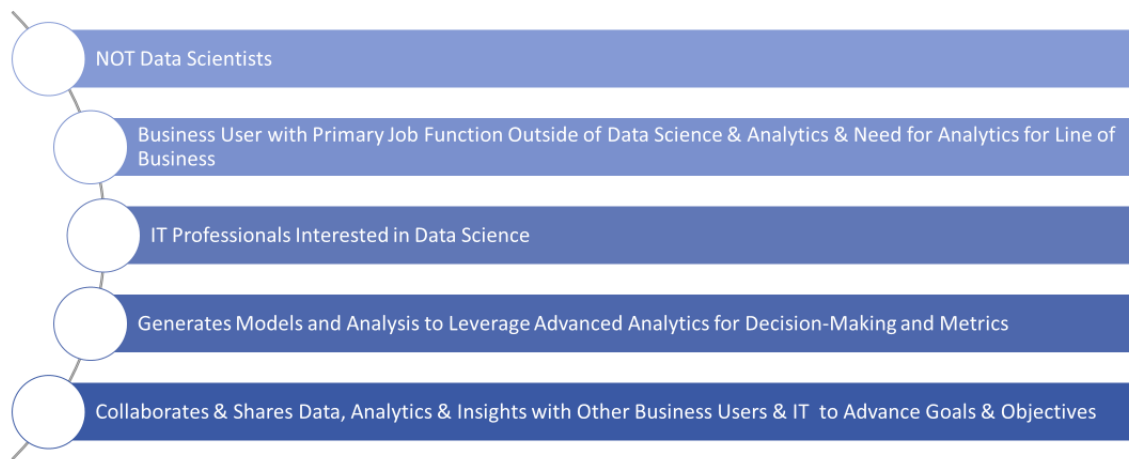 NOT Data Scientists
Business User with Primary Job Function Outside of Data Science & Analytics & Need for Analytics for Line of
Business
IT Professionals Interested in Data Science
Generates Models and Analysis to Leverage Advanced Analytics for Decision-Making and Metrics
Collaborates & Shares Data, Analytics & Insights with Other Business Users & IT to Advance Goals & Objectives